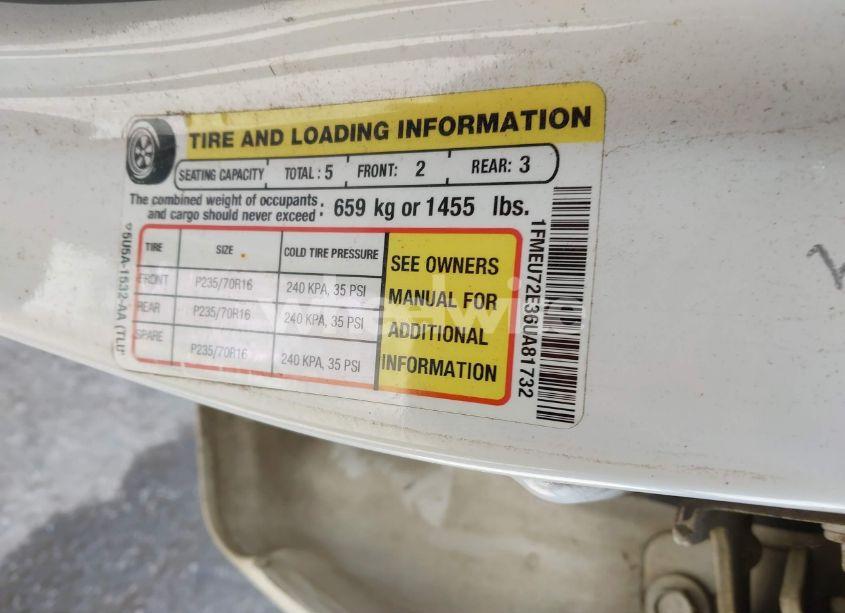 TIRE AND LOADING INFORMATION
SEATING CAPACITY TOTAL: 5 FRONT: 2 REAR: 3
The combined weight of occupants
and cargo should never exceed: 659 kg or 1455 lbs.
TIRE SIZE COLD TIRE PRESSURE
FRONT P235/70R16 240 KPA, 35 PSI
REAR P235/70R16 240 KPA, 35 PSI
SPARE P235/70R16 240 KPA, 35 PSI
SEE OWNERS
MANUAL FOR
ADDITIONAL
INFORMATION
1FMEU72E36UA81732